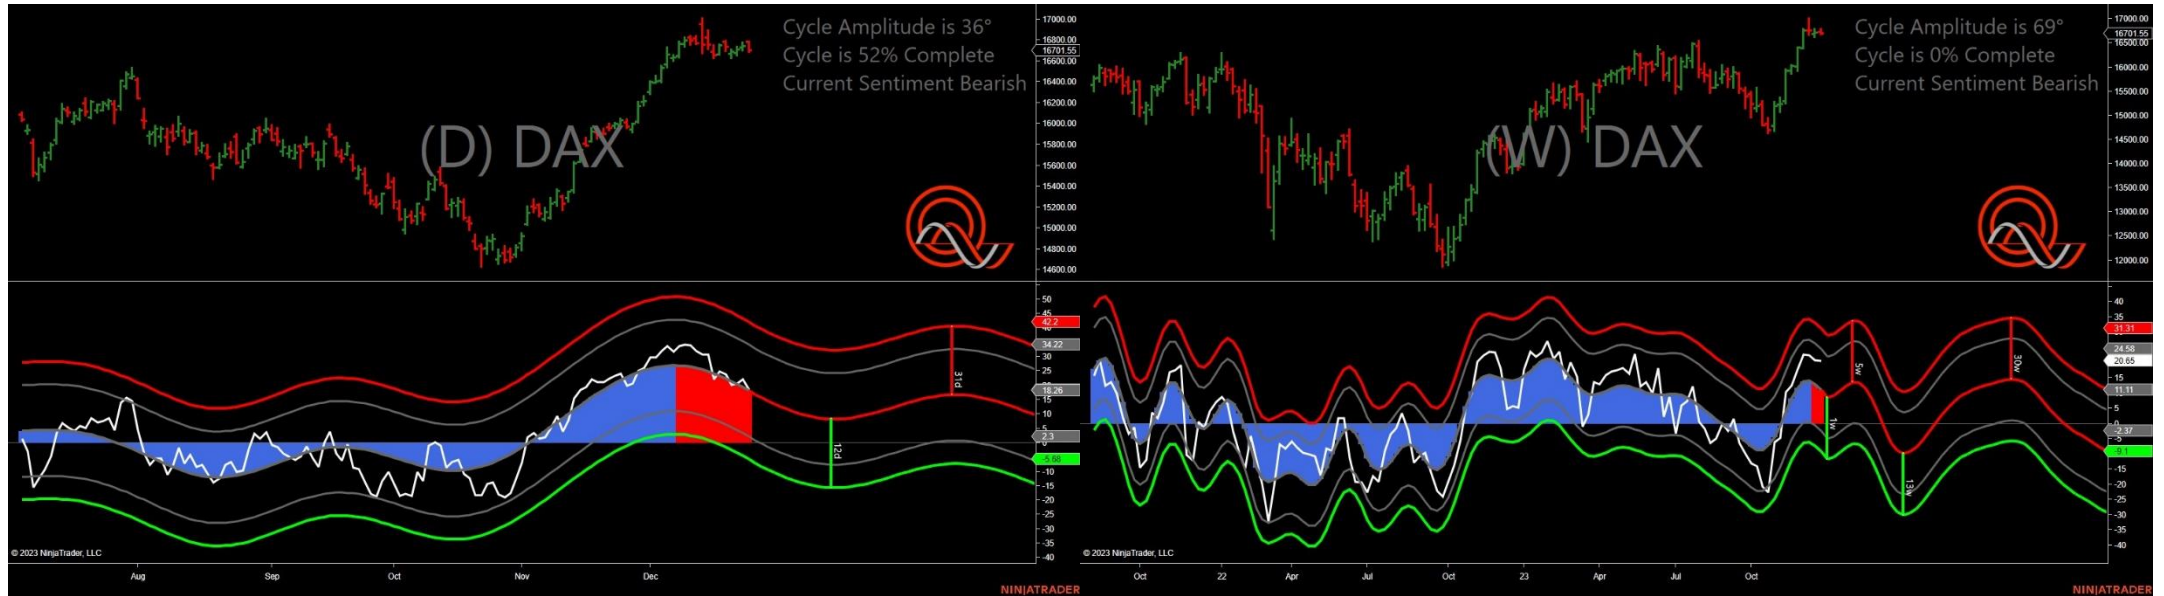 Cycle Amplitude is 36°
Cycle is 52% Complete
Current Sentiment Bearish
(D) DAX
17000.00
16800.00
16701.55
16600.00
16400.00
16200.00
16000.00
15800.00
15600.00
15400.00
15200.00
15000.00
14800.00
14600.00
50
45
42.2
34.22
30
25
18.26
15
10
5
2.3
-5.68
-10
-15
-20
-25
-30
-35
-40
31d
12d
© 2023 NinjaTrader, LLC
Aug
Sep
Oct
Nov
Dec
NINJATRADER
Cycle Amplitude is 69°
Cycle is 0% Complete
Current Sentiment Bearish
(W) DAX
17000.00
16701.55
16500.00
16000.00
15500.00
15000.00
14500.00
14000.00
13500.00
13000.00
12500.00
12000.00
40
35
31.31
24.58
20.65
15
11.11
5
-2.37
-5
-9.1
-15
-20
-25
-30
-35
-40
5w
30w
1w
13w
© 2023 NinjaTrader, LLC
Oct
22
Apr
Jul
Oct
23
Apr
Jul
Oct
NINJATRADER